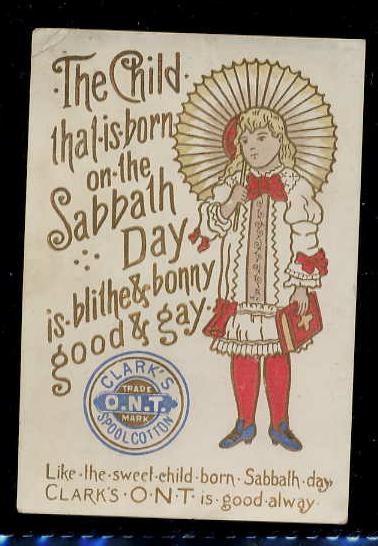 ·The Child·
that·is·born
on·the
Sabbath
Day
is·blithe & bonny
good & gay·
CLARK'S
TRADE
O.N.T.
MARK
SPOOL COTTON
Like·the·sweet·child·born·Sabbath·day,
CLARK'S·O·N·T·is·good·alway·